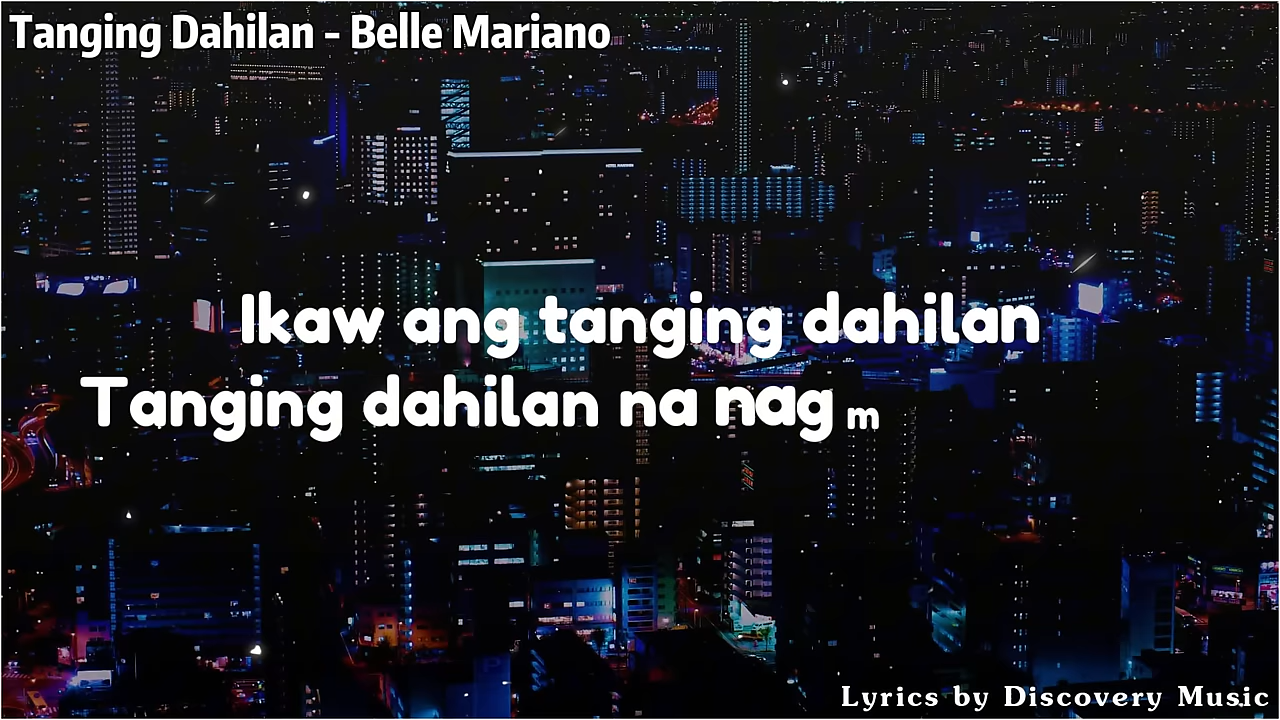 Tanging Dahilan - Belle Mariano
Ikaw ang tanging dahilan
Tanging dahilan na nag m
Lyrics by Discovery Music